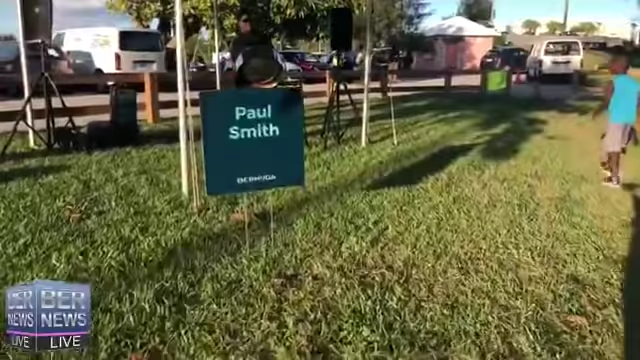 Paul
Smith
BERMUDA
BER BER
NEWS NEWS
LIVE LIVE